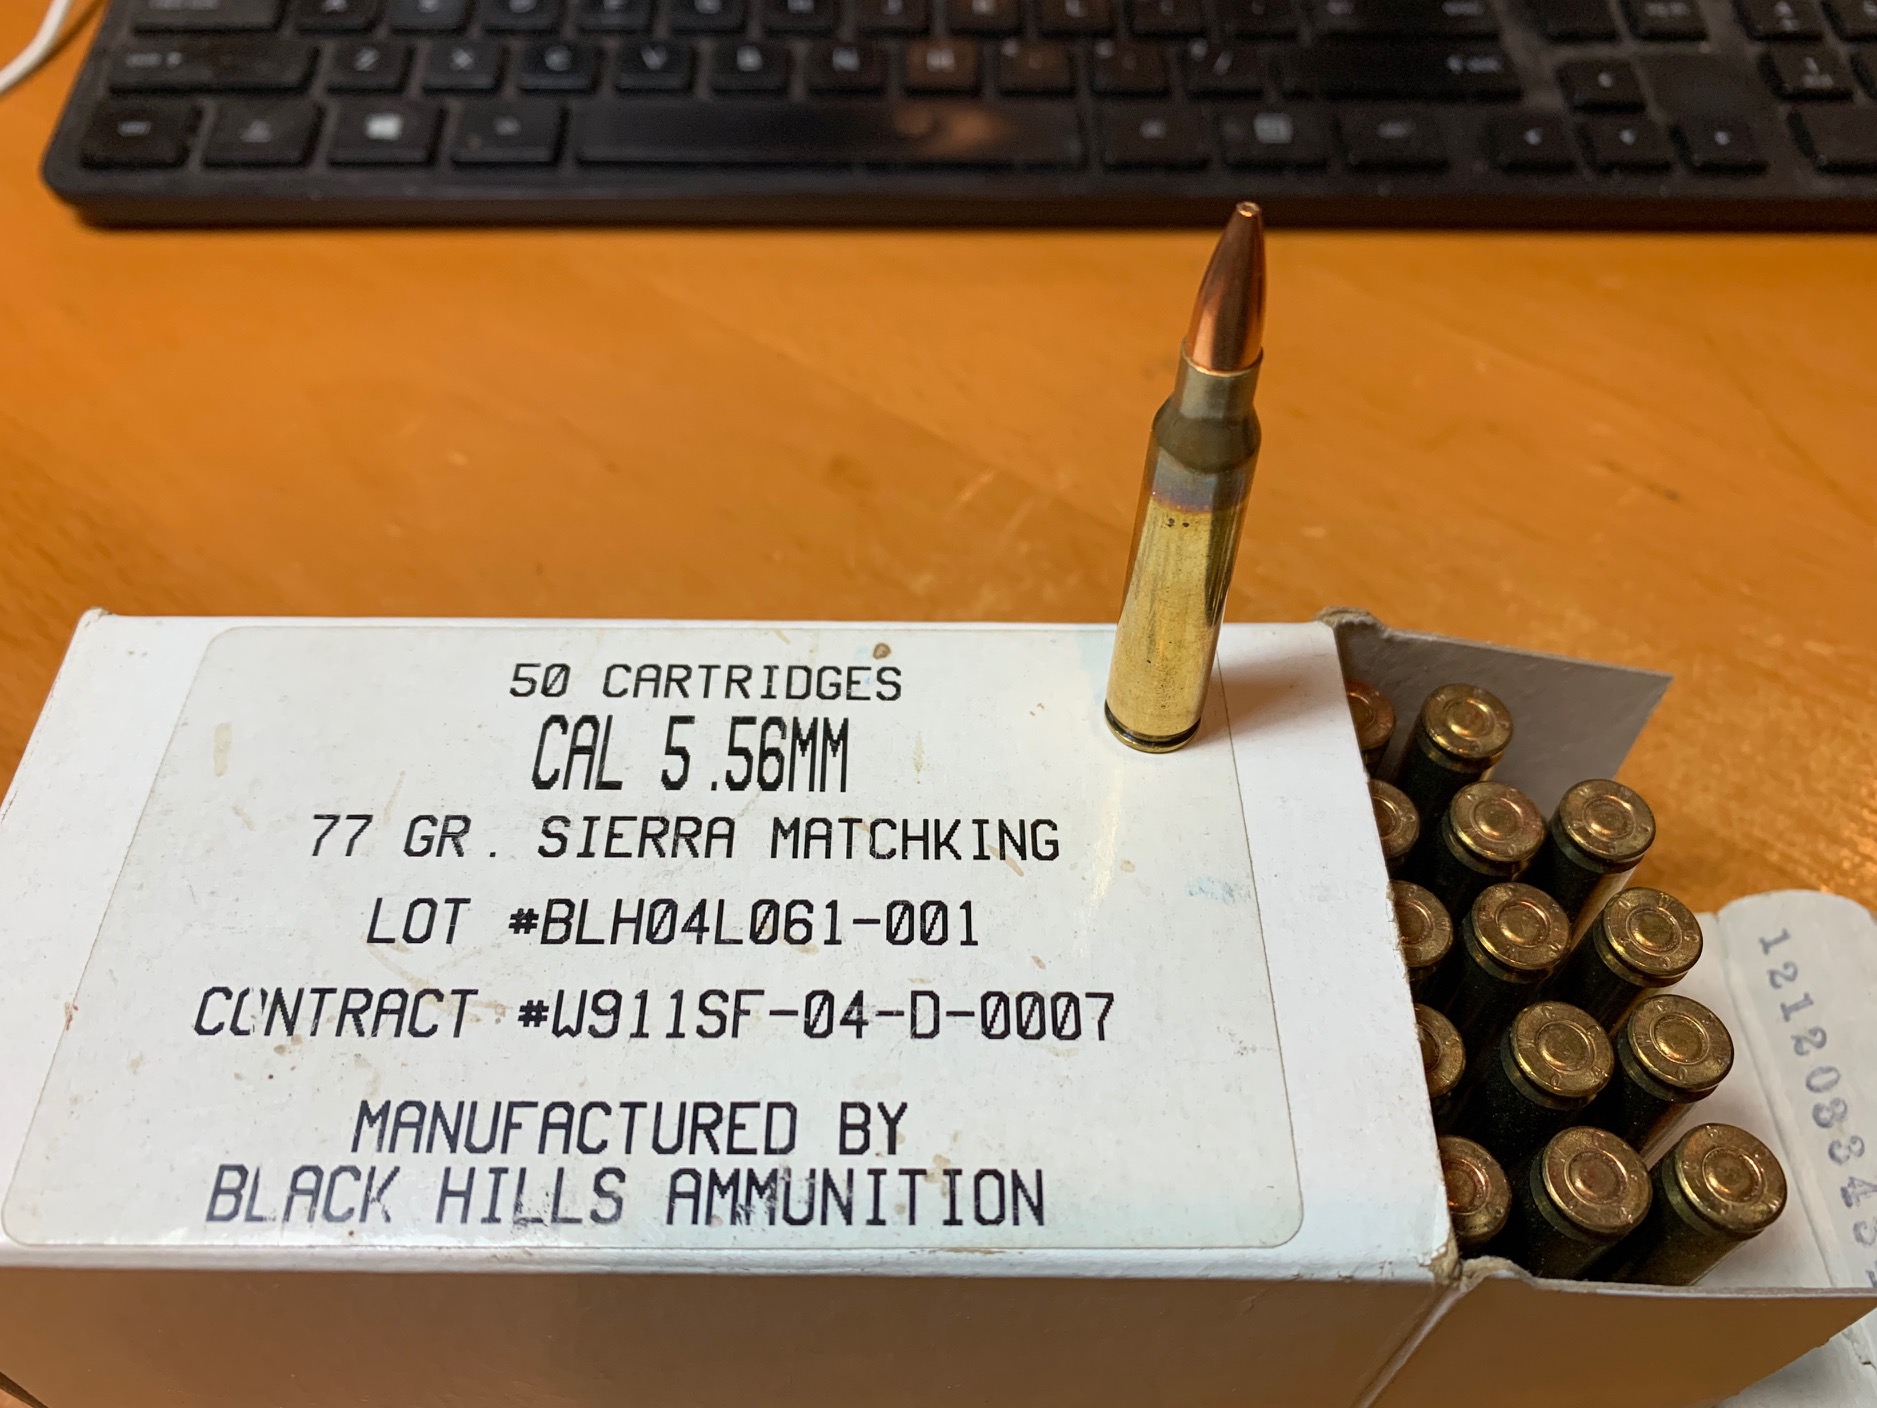 50 CARTRIDGES
CAL 5.56MM
77 GR. SIERRA MATCHKING
LOT #BLH04L061-001
CONTRACT #W911SF-04-D-0007
MANUFACTURED BY
BLACK HILLS AMMUNITION
Z X C V B N M